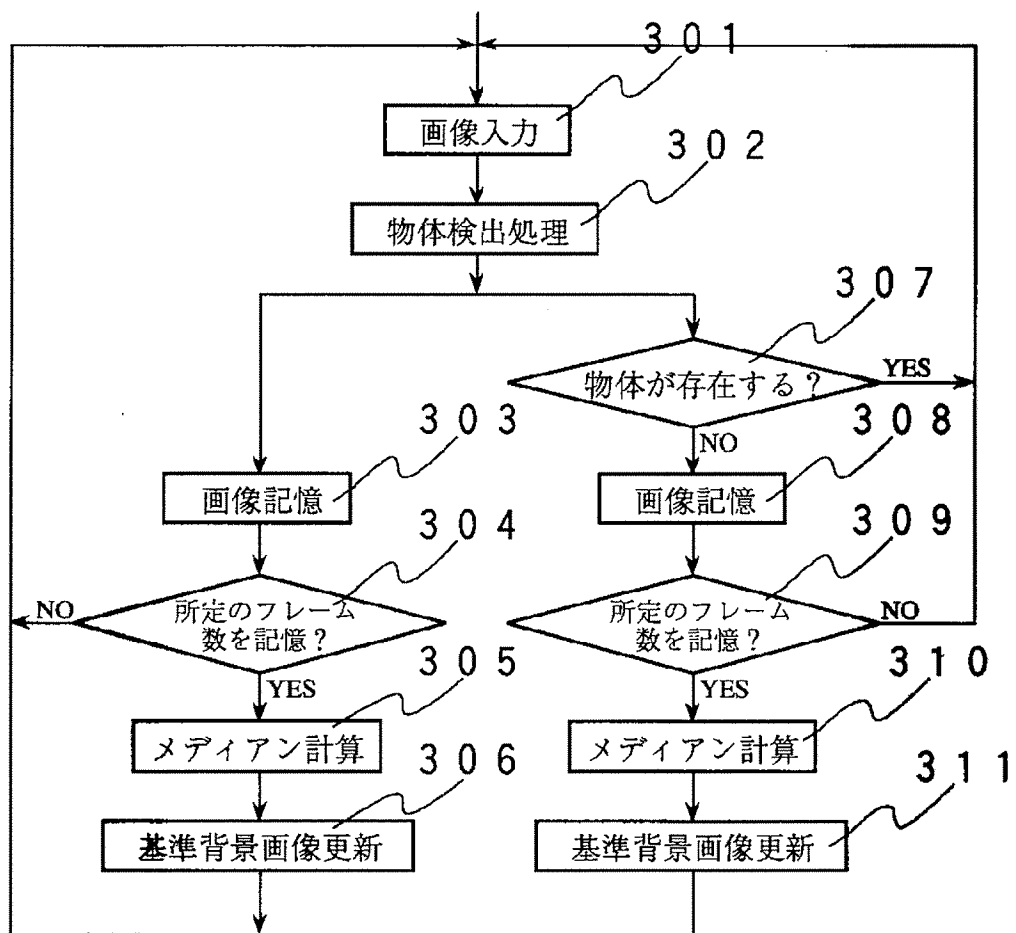 301
画像入力
302
物体検出処理
307
物体が存在する？
YES
NO
303
画像記憶
308
画像記憶
304
所定のフレーム
数を記憶？
NO
YES
309
所定のフレーム
数を記憶？
NO
YES
305
メディアン計算
310
メディアン計算
306
基準背景画像更新
311
基準背景画像更新